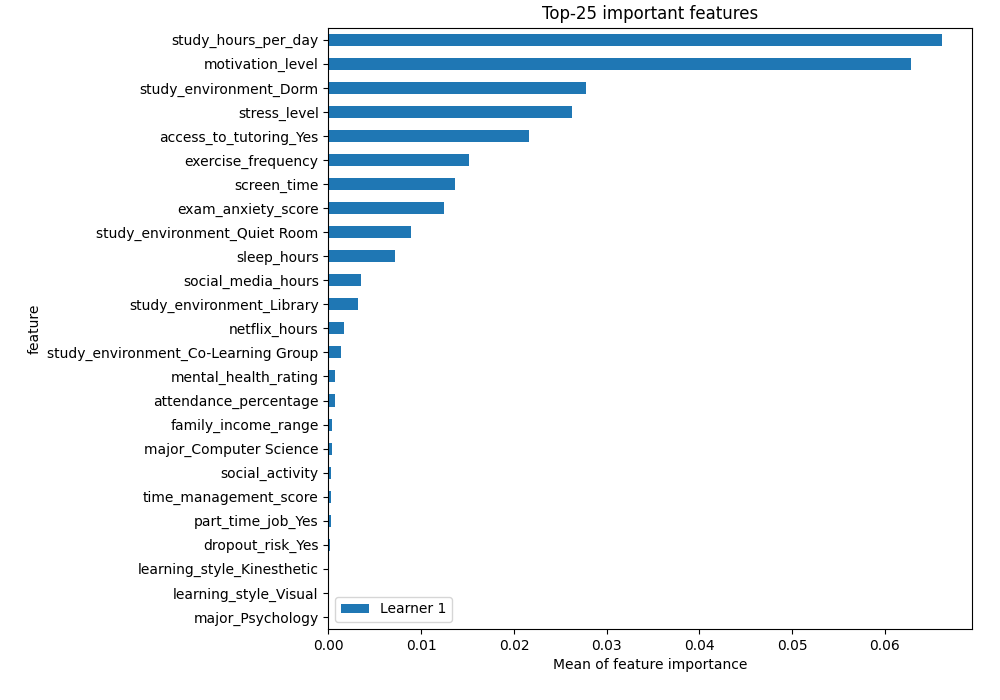 Top-25 important features
study_hours_per_day
motivation_level
study_environment_Dorm
stress_level
access_to_tutoring_Yes
exercise_frequency
screen_time
exam_anxiety_score
study_environment_Quiet Room
sleep_hours
social_media_hours
study_environment_Library
netflix_hours
study_environment_Co-Learning Group
mental_health_rating
attendance_percentage
family_income_range
major_Computer Science
social_activity
time_management_score
part_time_job_Yes
dropout_risk_Yes
learning_style_Kinesthetic
learning_style_Visual
major_Psychology
feature
Learner 1
0.00 0.01 0.02 0.03 0.04 0.05 0.06
Mean of feature importance